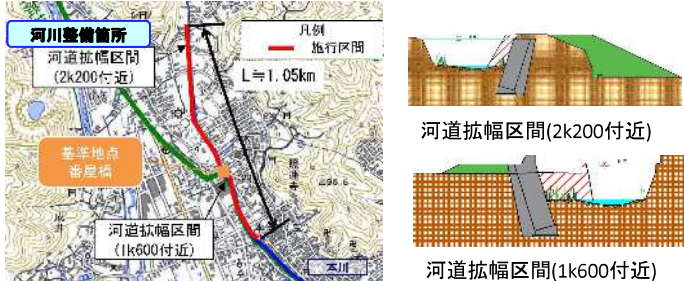 河川整備箇所
凡例
施行区間
河道拡幅区間
(2k200付近)
L≒1.05km
基準地点
番屋橋
河道拡幅区間
(1k600付近)
本川
河道拡幅区間(2k200付近)
河道拡幅区間(1k600付近)